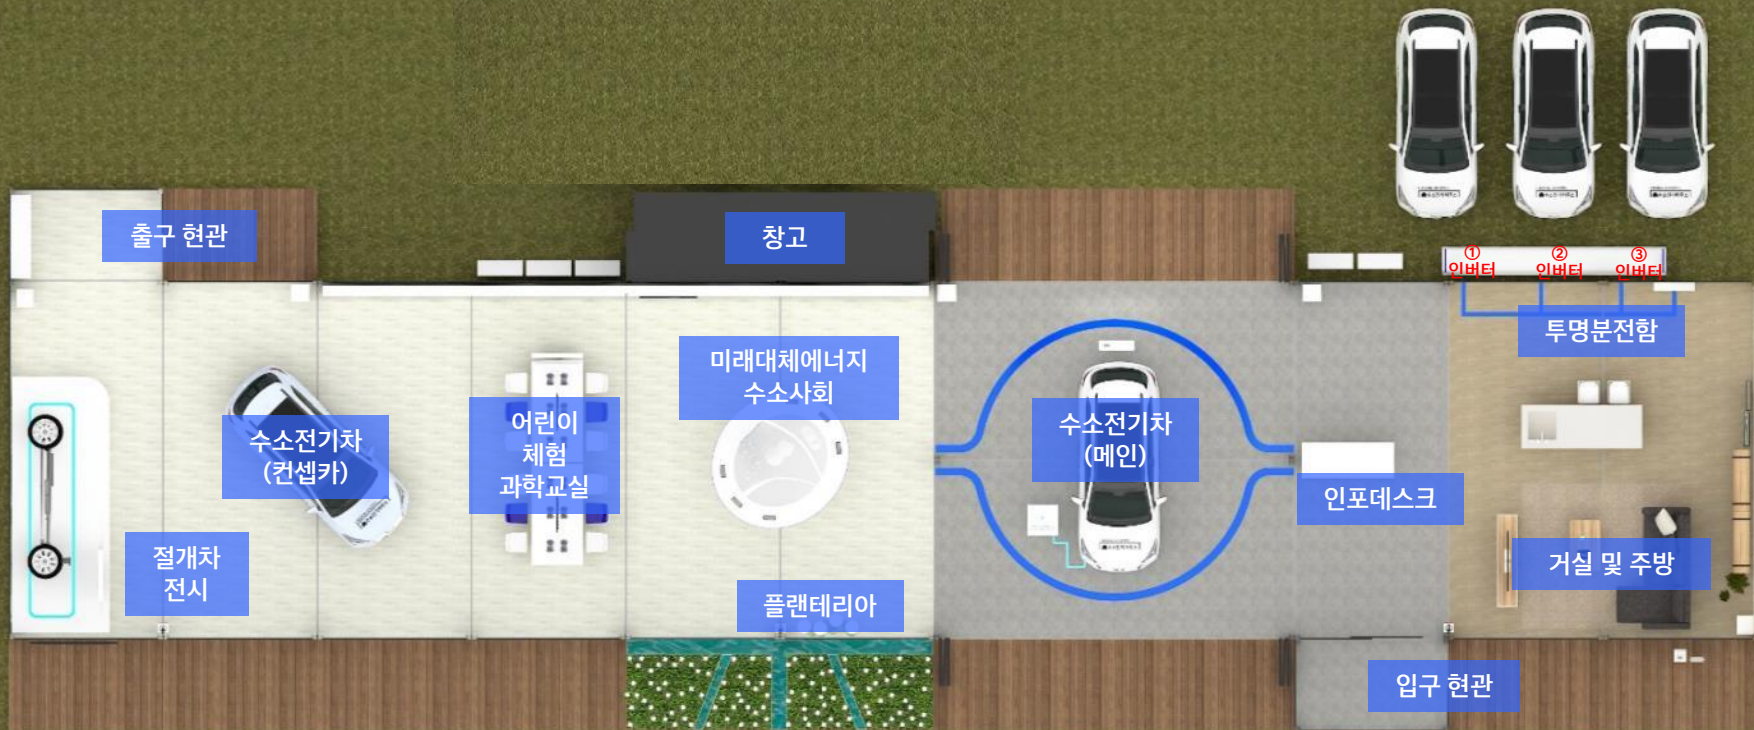 출구 현관
창고
①
인버터
②
인버터
③
인버터
투명분전함
미래대체에너지
수소사회
수소전기차
(컨셉카)
어린이
체험
과학교실
수소전기차
(메인)
인포데스크
절개차
전시
거실 및 주방
플랜테리아
입구 현관